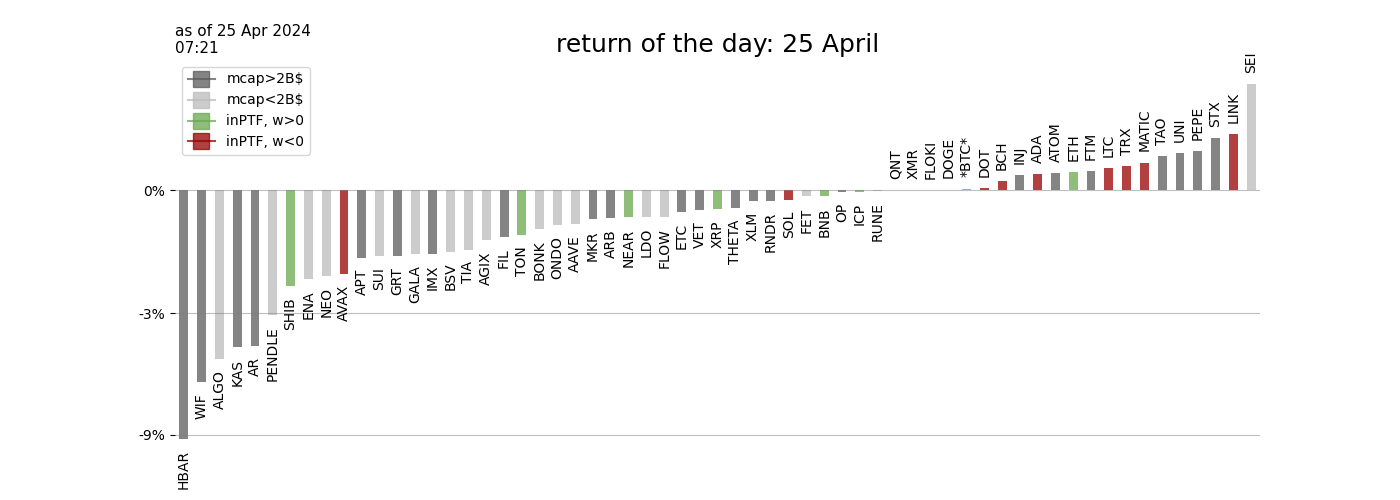 as of 25 Apr 2024
07:21
return of the day: 25 April
mcap>2B$
mcap<2B$
inPTF, w>0
inPTF, w<0
0%
-3%
-9%
HBAR
WIF
ALGO
KAS
AR
PENDLE
SHIB
ENA
NEO
AVAX
APT
SUI
GRT
GALA
IMX
BSV
TIA
AGIX
FIL
TON
BONK
ONDO
AAVE
MKR
ARB
NEAR
LDO
FLOW
ETC
VET
XRP
THETA
XLM
RNDR
SOL
FET
BNB
OP
ICP
RUNE
QNT
XMR
FLOKI
DOGE
*BTC*
DOT
BCH
INJ
ADA
ATOM
ETH
FTM
LTC
TRX
MATIC
TAO
UNI
PEPE
STX
LINK
SEI